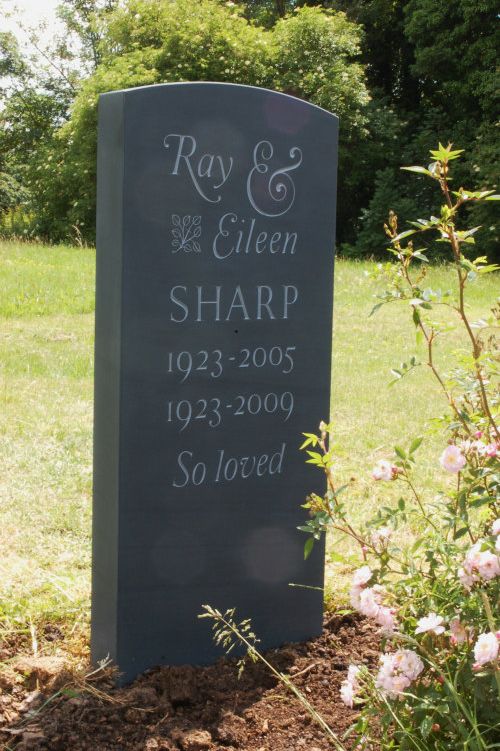 Ray &
Eileen
SHARP
1923-2005
1923-2009
So loved